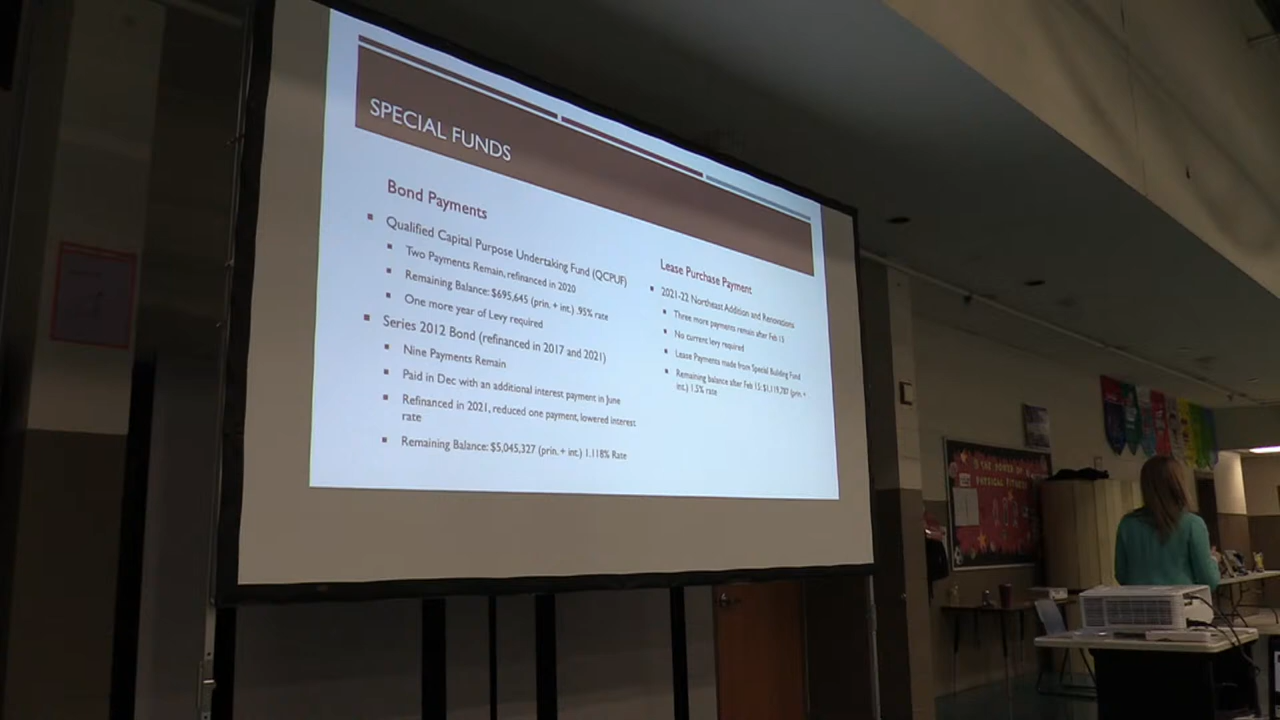 SPECIAL FUNDS
Bond Payments
Qualified Capital Purpose Undertaking Fund (QCPUF)
Two Payments Remain, refinanced in 2020
Remaining Balance: $695,645 (prin. + int.) .95% rate
One more year of Levy required
Series 2012 Bond (refinanced in 2017 and 2021)
Nine Payments Remain
Paid in Dec with an additional interest payment in June
Refinanced in 2021, reduced one payment, lowered interest
rate
Remaining Balance: $5,045,327 (prin. + int.) 1.118% Rate
Lease Purchase Payment
2021-22 Northeast Addition and Renovations
Three more payments remain after Feb 15
No current levy required
Lease Payments made from Special Building Fund
Remaining balance after Feb 15: $1,119,787 (prin. +
int.) 1.5% rate
THE POWER OF
PHYSICAL FITNESS